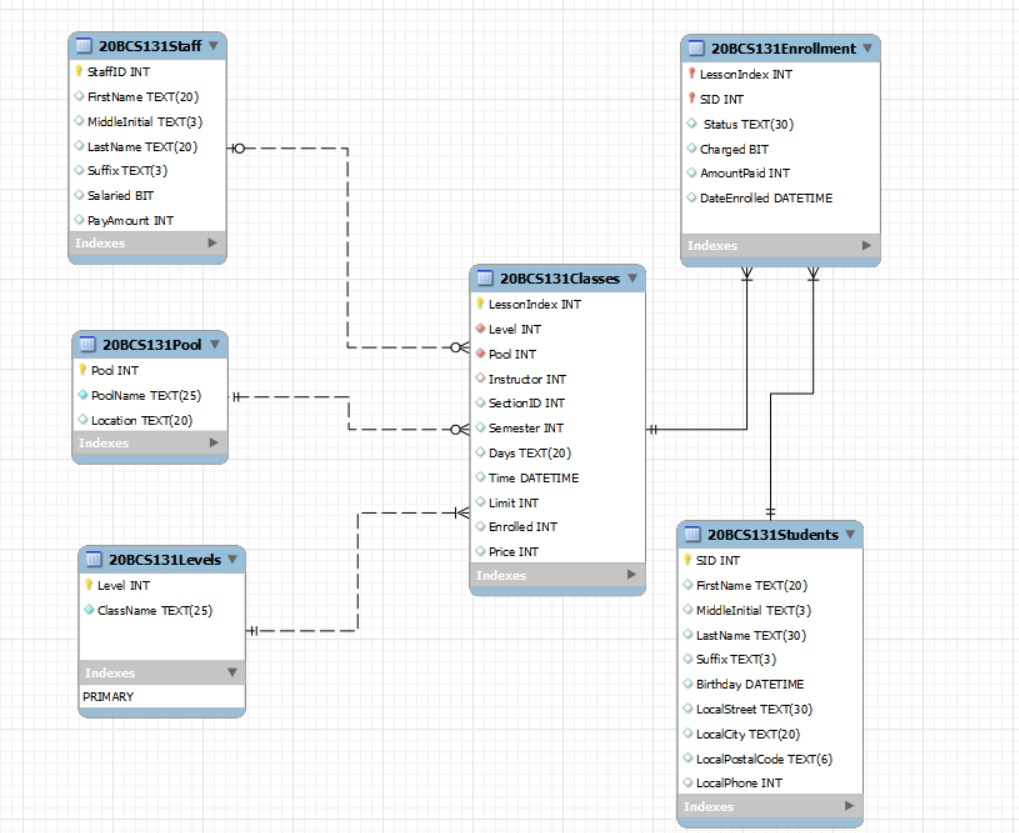 20BCS131Staff
StaffID INT
FirstName TEXT(20)
MiddleInitial TEXT(3)
LastName TEXT(20)
Suffix TEXT(3)
Salaried BIT
PayAmount INT
Indexes
20BCS131Pool
Pool INT
PoolName TEXT(25)
Location TEXT(20)
Indexes
20BCS131Levels
Level INT
ClassName TEXT(25)
Indexes
PRIMARY
20BCS131Classes
LessonIndex INT
Level INT
Pool INT
Instructor INT
SectionID INT
Semester INT
Days TEXT(20)
Time DATETIME
Limit INT
Enrolled INT
Price INT
Indexes
20BCS131Enrollment
LessonIndex INT
SID INT
Status TEXT(30)
Charged BIT
AmountPaid INT
DateEnrolled DATETIME
Indexes
20BCS131Students
SID INT
FirstName TEXT(20)
MiddleInitial TEXT(3)
LastName TEXT(30)
Suffix TEXT(3)
Birthday DATETIME
LocalStreet TEXT(30)
LocalCity TEXT(20)
LocalPostalCode TEXT(6)
LocalPhone INT
Indexes